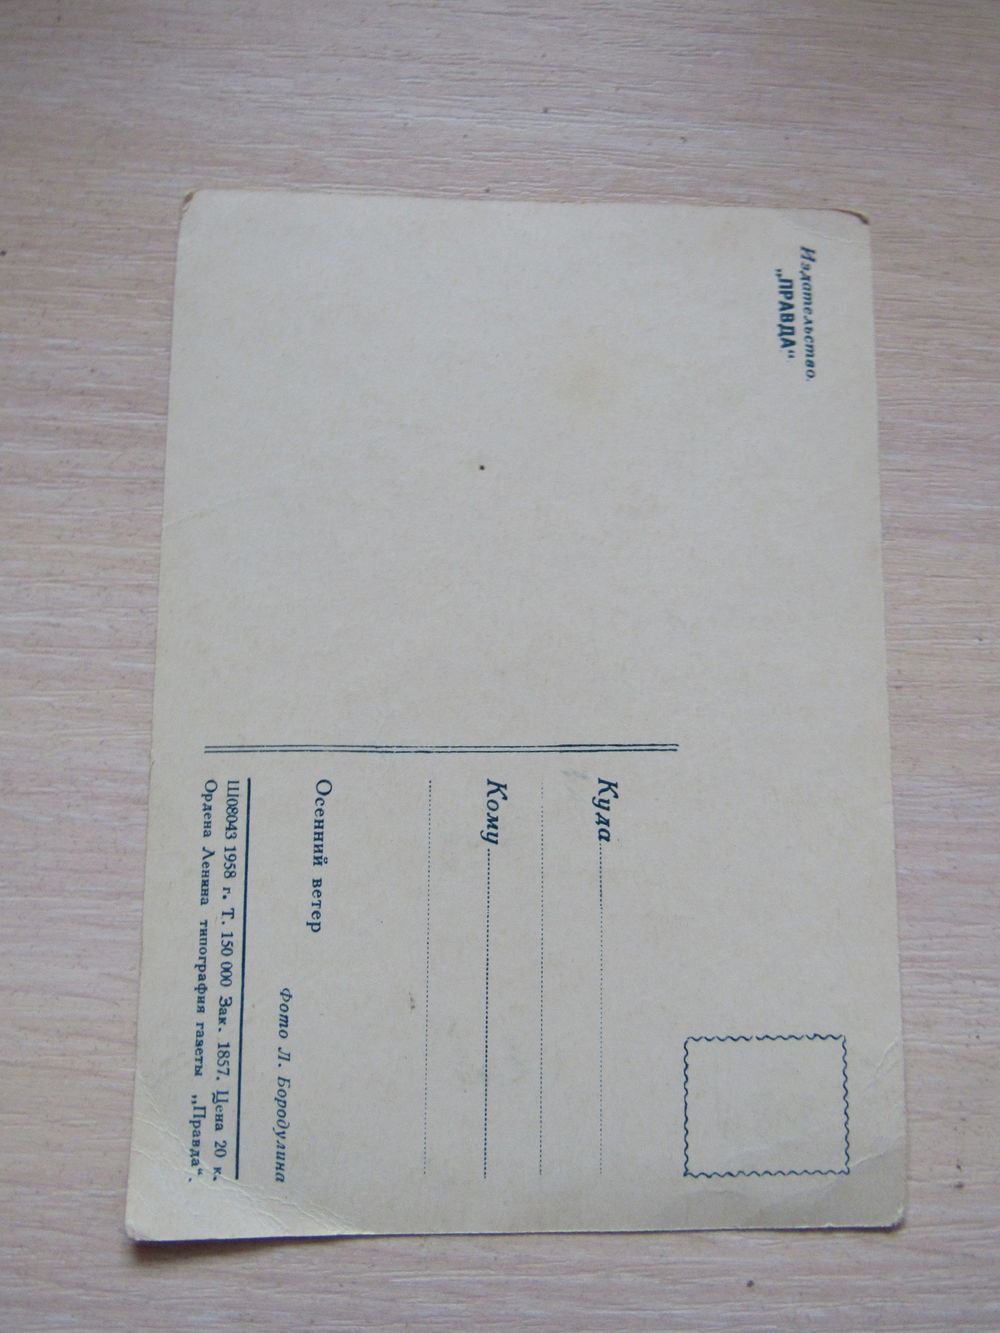 Издательство
„ПРАВДА“
Куда
Кому
Осенний ветер
Фото Л. Бородулина
Ш08043 1958 г. Т. 150 000 Зак. 1857. Цена 20 к.
Ордена Ленина типография газеты „Правда“.